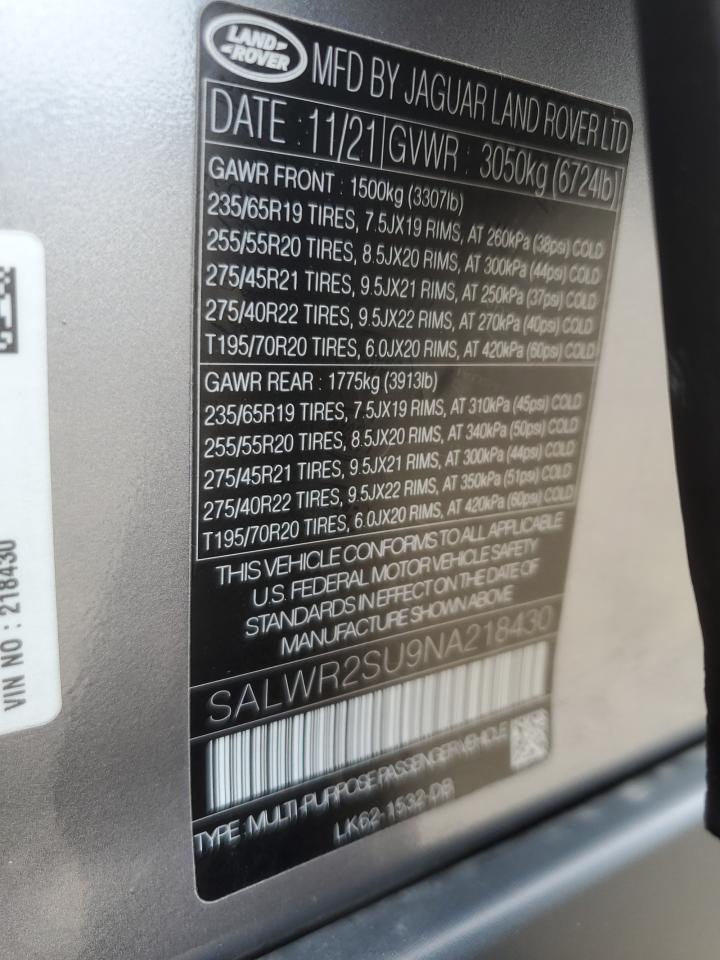 LAND ROVER
MFD BY JAGUAR LAND ROVER LTD
DATE : 11/21 GVWR : 3050kg (6724lb)
GAWR FRONT : 1500kg (3307lb)
235/65R19 TIRES, 7.5JX19 RIMS, AT 260kPa (38psi) COLD
255/55R20 TIRES, 8.5JX20 RIMS, AT 300kPa (44psi) COLD
275/45R21 TIRES, 9.5JX21 RIMS, AT 250kPa (37psi) COLD
275/40R22 TIRES, 9.5JX22 RIMS, AT 270kPa (40psi) COLD
T195/70R20 TIRES, 6.0JX20 RIMS, AT 420kPa (60psi) COLD
GAWR REAR : 1775kg (3913lb)
235/65R19 TIRES, 7.5JX19 RIMS, AT 310kPa (45psi) COLD
255/55R20 TIRES, 8.5JX20 RIMS, AT 340kPa (50psi) COLD
275/45R21 TIRES, 9.5JX21 RIMS, AT 300kPa (44psi) COLD
275/40R22 TIRES, 9.5JX22 RIMS, AT 350kPa (51psi) COLD
T195/70R20 TIRES, 6.0JX20 RIMS, AT 420kPa (60psi) COLD
THIS VEHICLE CONFORMS TO ALL APPLICABLE
U.S. FEDERAL MOTOR VEHICLE SAFETY
STANDARDS IN EFFECT ON THE DATE OF
MANUFACTURE SHOWN ABOVE
SALWR2SU9NA218430
TYPE : MULTI-PURPOSE PASSENGER VEHICLE
LK62-1532-DB
VIN NO : 218430